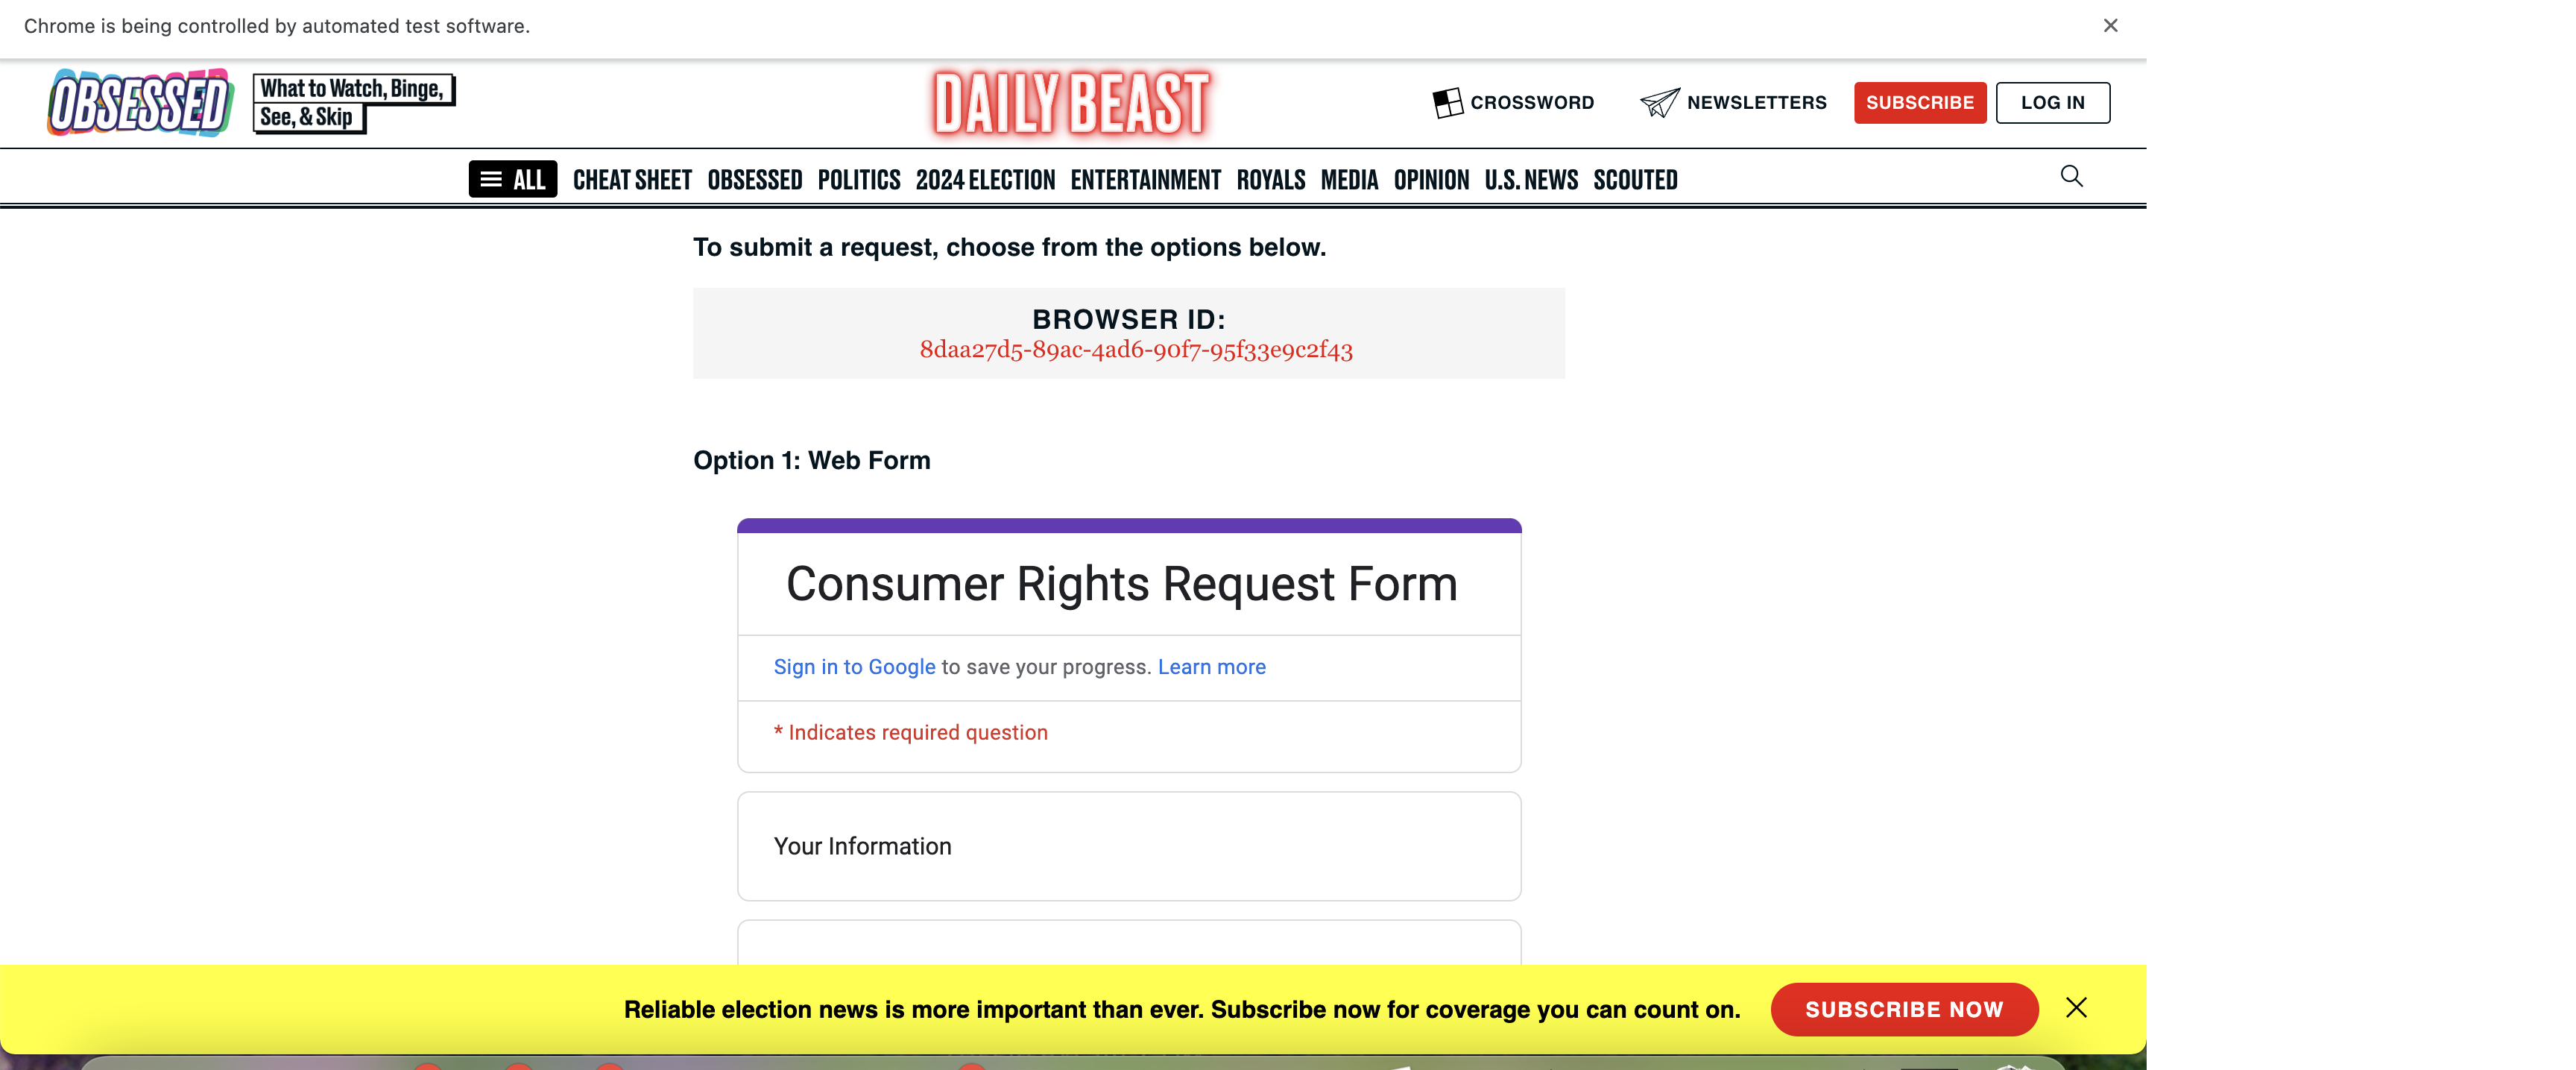 Chrome is being controlled by automated test software.
OBSESSED
What to Watch, Binge,
See, & Skip
DAILY BEAST
CROSSWORD
NEWSLETTERS
SUBSCRIBE
LOG IN
ALL
CHEAT SHEET
OBSESSED
POLITICS
2024 ELECTION
ENTERTAINMENT
ROYALS
MEDIA
OPINION
U.S. NEWS
SCOUTED
To submit a request, choose from the options below.
BROWSER ID:
8daa27d5-89ac-4ad6-90f7-95f33e9c2f43
Option 1: Web Form
Consumer Rights Request Form
Sign in to Google to save your progress. Learn more
* Indicates required question
Your Information
Reliable election news is more important than ever. Subscribe now for coverage you can count on.
SUBSCRIBE NOW